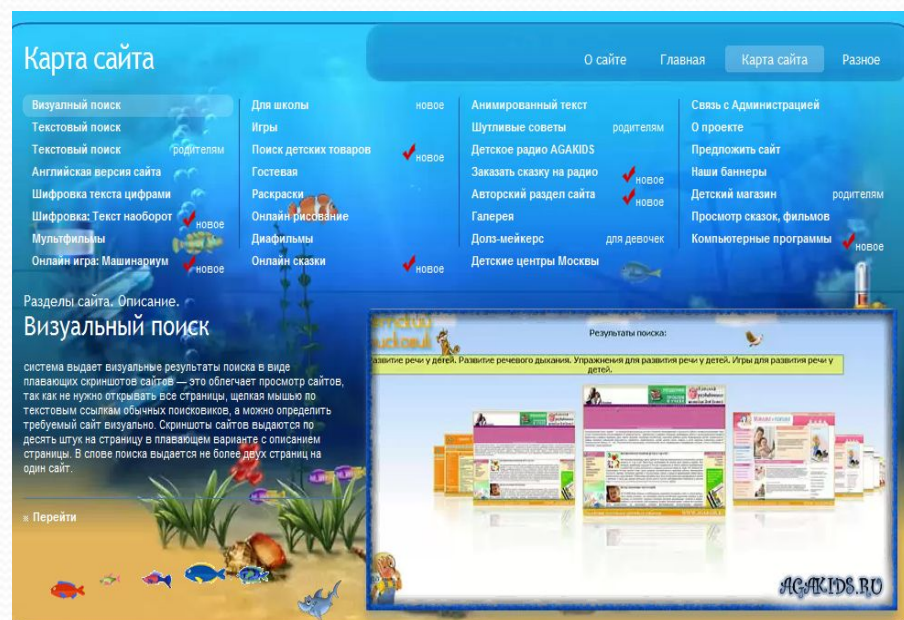 Карта сайта
О сайте Главная Карта сайта Разное
Визуалный поиск
Текстовый поиск
Текстовый поиск родителям
Английская версия сайта
Шифровка текста цифрами
Шифровка: Текст наоборот новое
Мультфильмы
Онлайн игра: Машинариум новое
Для школы новое
Игры
Поиск детских товаров новое
Гостевая
Раскраски
Онлайн рисование
Диафильмы
Онлайн сказки новое
Анимированный текст
Шутливые советы родителям
Детское радио AGAKIDS
Заказать сказку на радио новое
Авторский раздел сайта новое
Галерея
Долз-мейкерс для девочек
Детские центры Москвы
Связь с Администрацией
О проекте
Предложить сайт
Наши баннеры
Детский магазин родителям
Просмотр сказок, фильмов
Компьютерные программы новое
Разделы сайта. Описание.
Визуальный поиск
система выдает визуальные результаты поиска в виде
плавающих скриншотов сайтов — это облегчает просмотр сайтов,
так как не нужно открывать все страницы, щелкая мышью по
текстовым ссылкам обычных поисковиков, а можно определить
требуемый сайт визуально. Скриншоты сайтов выдаются по
десять штук на страницу в плавающем варианте с описанием
страницы. В слове поиска выдается не более двух страниц на
один сайт.
Перейти
Результаты поиска:
азвитие речи у детей. Развитие речевого дыхания. Упражнения для развития речи у детей. Игры для развития речи у
детей.
AGAKIDS.RU